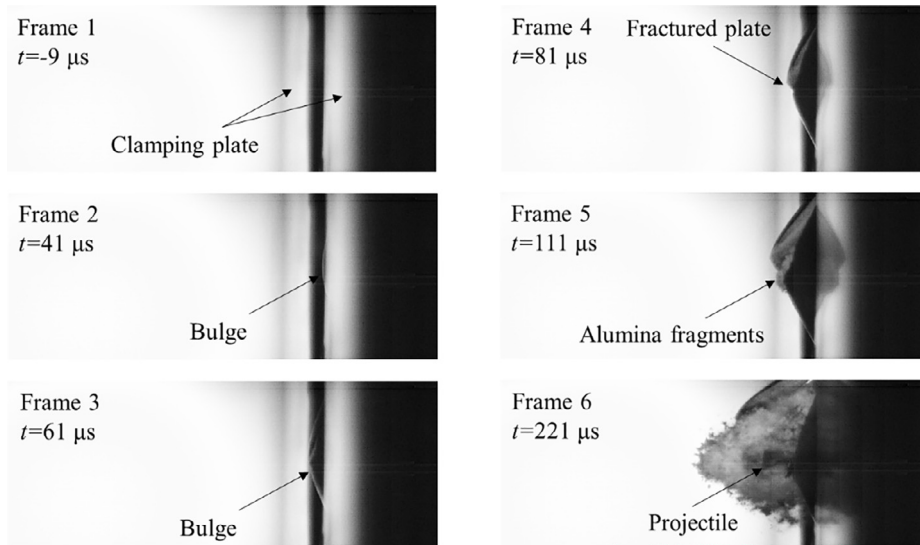 Frame 1
t=-9 μs
Clamping plate
Frame 2
t=41 μs
Bulge
Frame 3
t=61 μs
Bulge
Frame 4
t=81 μs
Fractured plate
Frame 5
t=111 μs
Alumina fragments
Frame 6
t=221 μs
Projectile